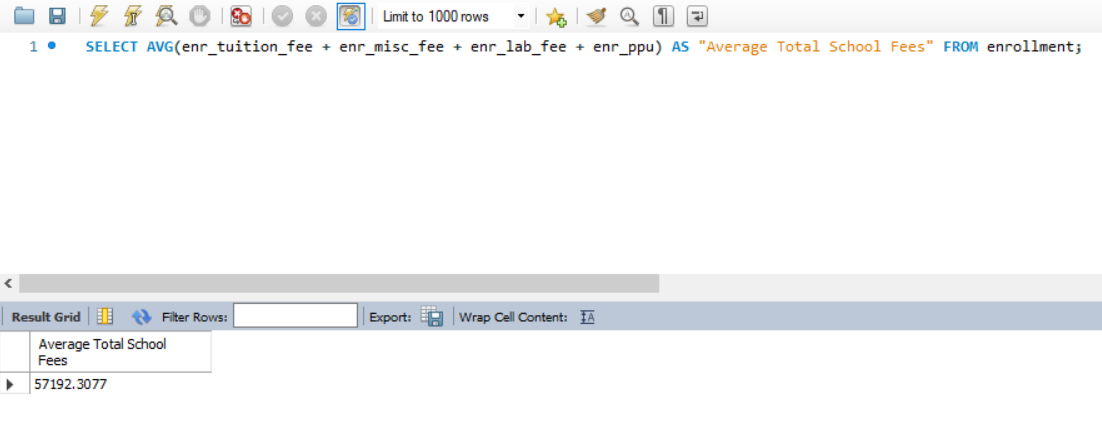 Limit to 1000 rows
1 SELECT AVG(enr_tuition_fee + enr_misc_fee + enr_lab_fee + enr_ppu) AS "Average Total School Fees" FROM enrollment;
Result Grid Filter Rows: Export: Wrap Cell Content: IA
Average Total School
Fees
57192.3077